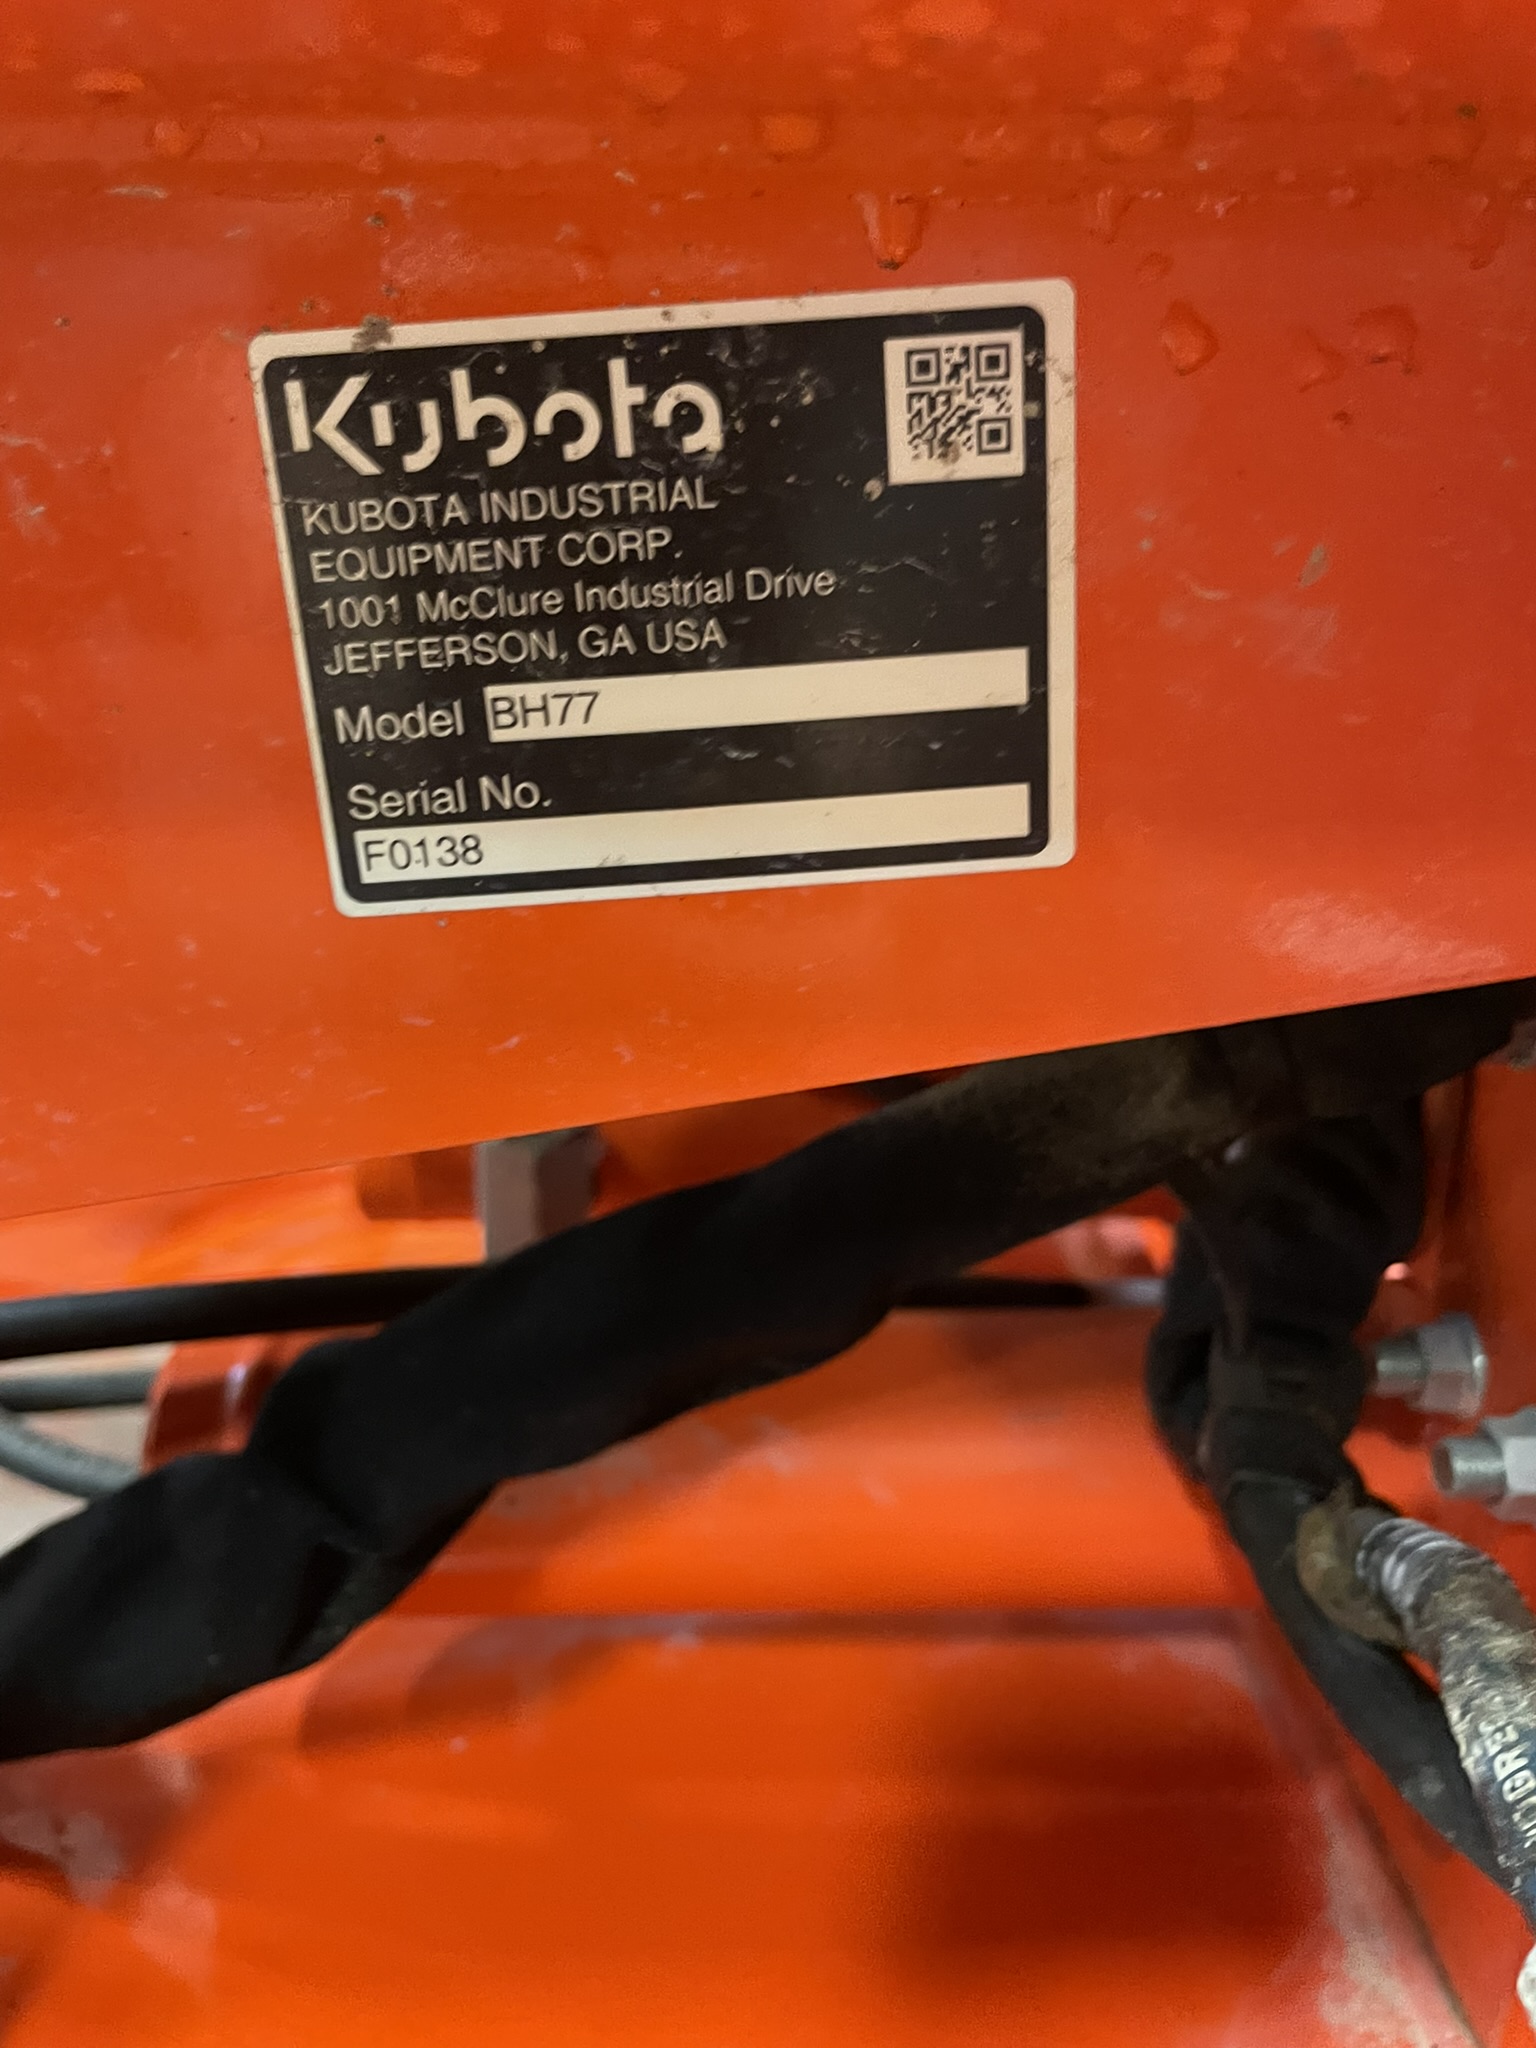 Kubota
KUBOTA INDUSTRIAL
EQUIPMENT CORP.
1001 McClure Industrial Drive
JEFFERSON, GA USA
Model BH77
Serial No.
F0138